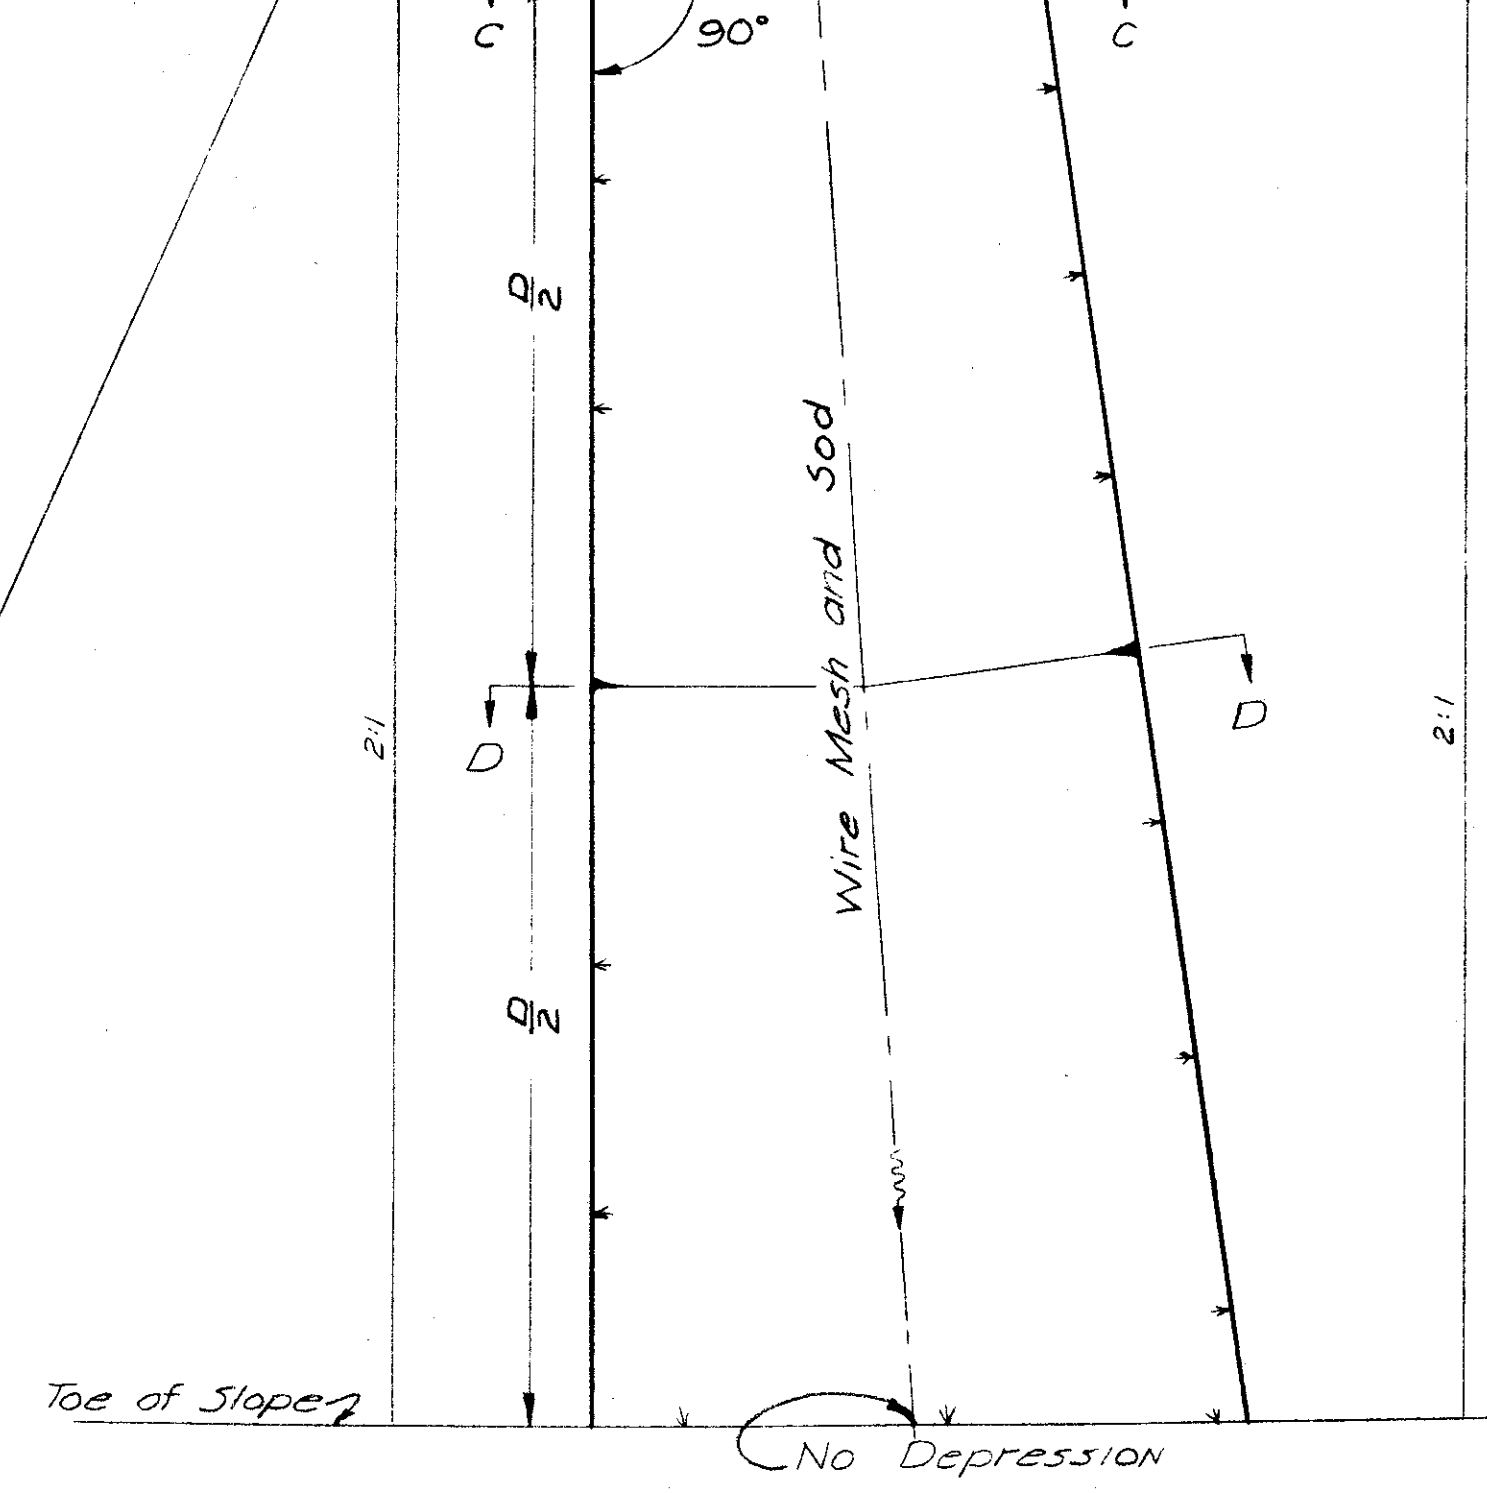 C
90°
C
D/2
Wire Mesh and Sod
D
D
2:1
2:1
D/2
Toe of Slope
No Depression